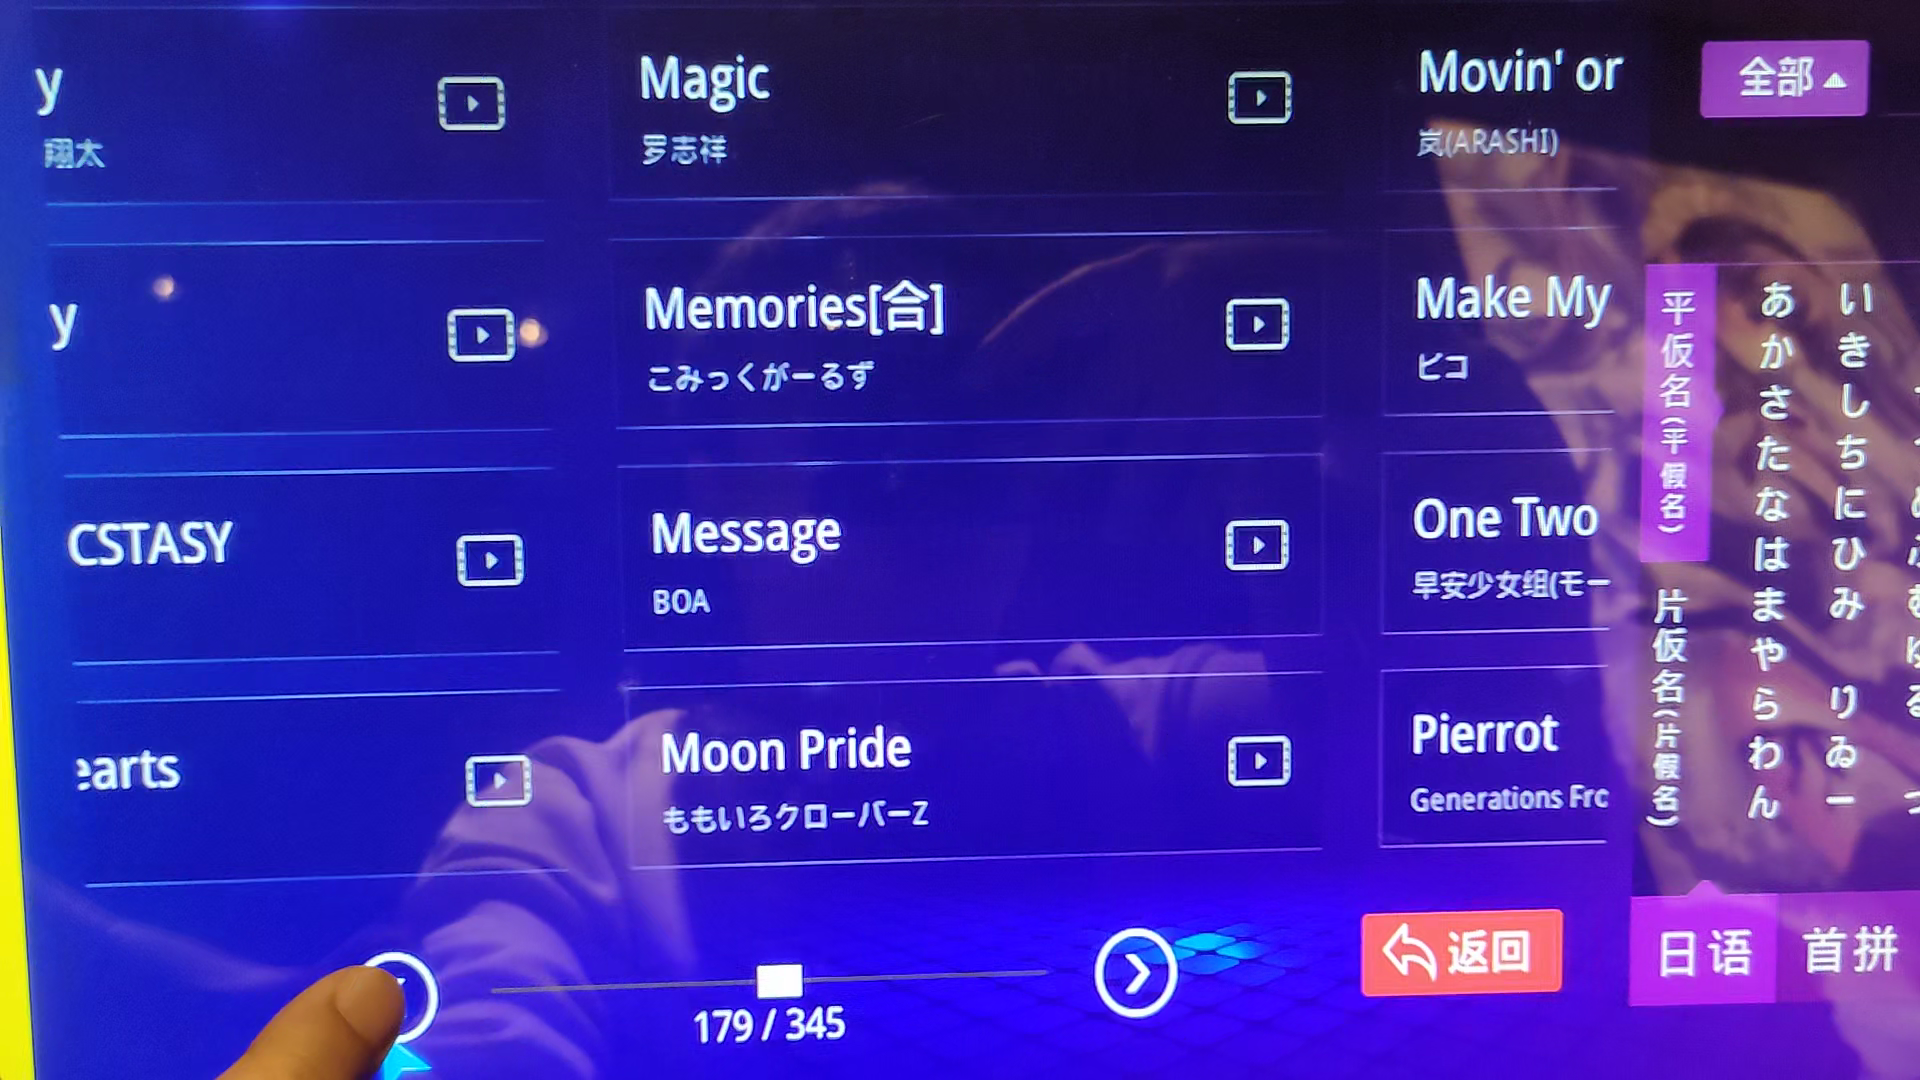 y
翔太
Magic
罗志祥
Movin' or
岚(ARASHI)
全部
y
Memories[合]
こみっくがーるず
Make My
ピコ
CSTASY
Message
BOA
One Two
早安少女组(モー
earts
Moon Pride
ももいろクローバーZ
Pierrot
Generations Fro
平仮名(平假名)
片仮名(片假名)
あ い
か き
さ し
た ち
な に
は ひ
ま み
や
ら り
わ ゐ
ん ー
179 / 345
返回
日语
首拼